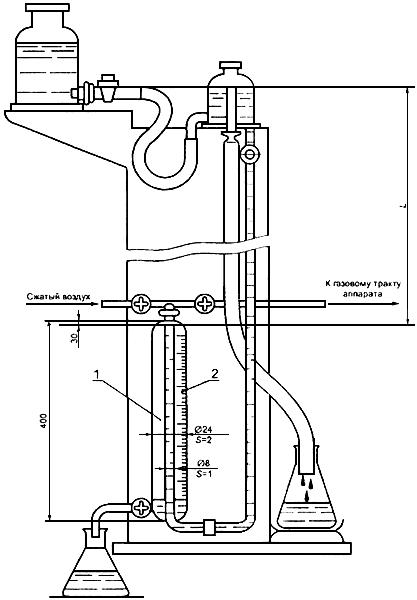 L
Сжатый воздух
К газовому тракту
аппарата
30
400
1
2
Ø24
S=2
Ø8
S=1